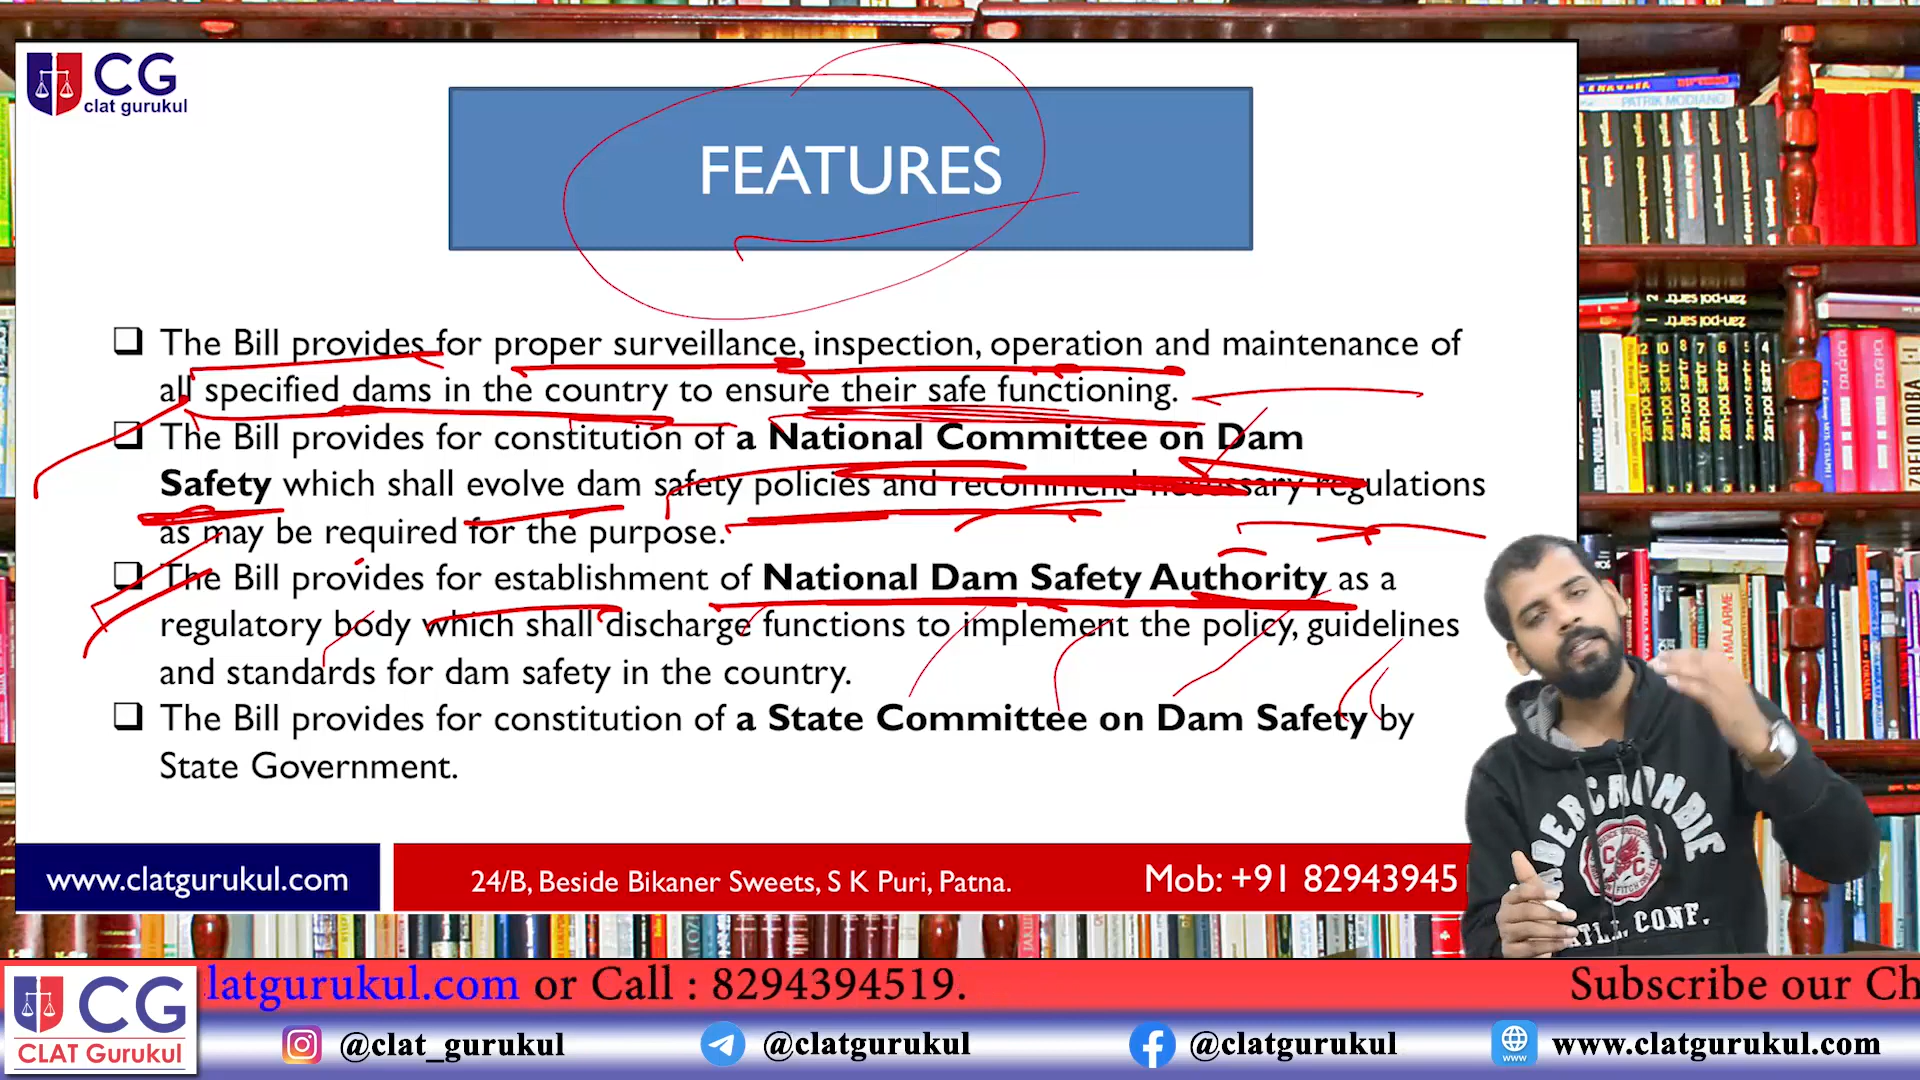 CG
clat gurukul
FEATURES
The Bill provides for proper surveillance, inspection, operation and maintenance of
all specified dams in the country to ensure their safe functioning.
The Bill provides for constitution of a National Committee on Dam
Safety which shall evolve dam safety policies and recommend necessary regulations
as may be required for the purpose.
The Bill provides for establishment of National Dam Safety Authority as a
regulatory body which shall discharge functions to implement the policy, guidelines
and standards for dam safety in the country.
The Bill provides for constitution of a State Committee on Dam Safety by
State Government.
www.clatgurukul.com
24/B, Beside Bikaner Sweets, S K Puri, Patna.
Mob: +91 82943945
PATRIK MODIANO
latgurukul.com or Call : 8294394519.
Subscribe our Ch
CG
CLAT Gurukul
@clat_gurukul
@clatgurukul
@clatgurukul
www.clatgurukul.com